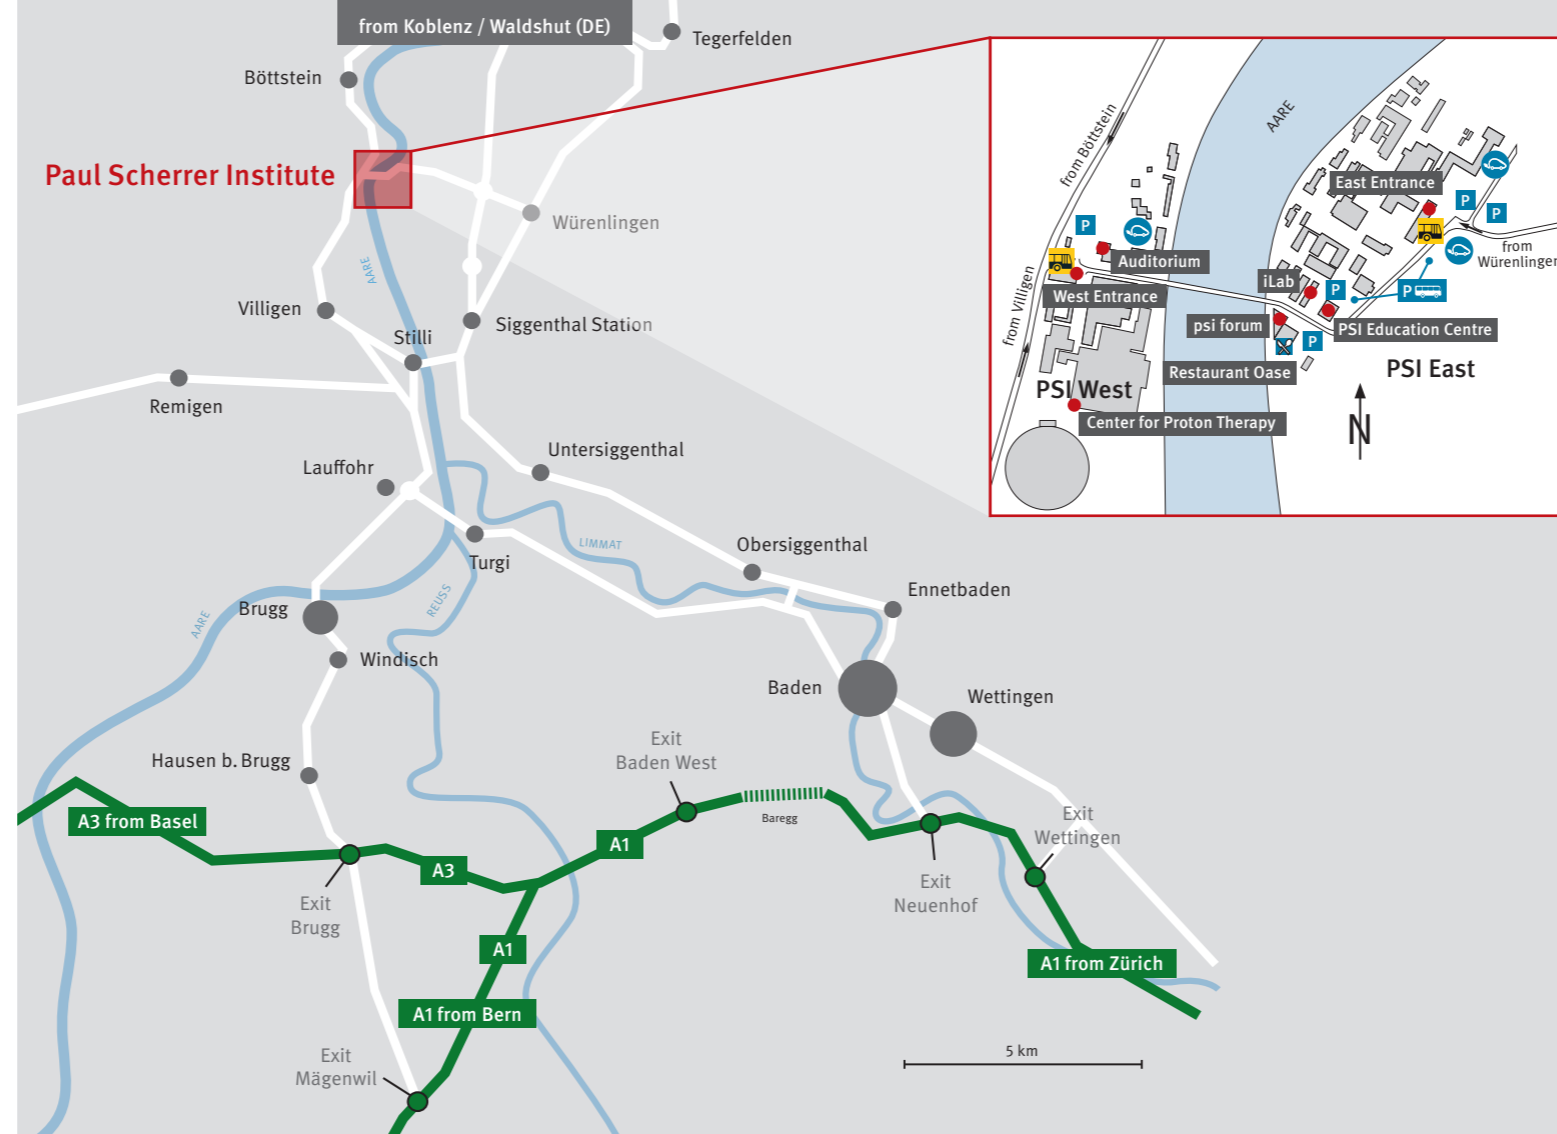 from Koblenz / Waldshut (DE)
Tegerfelden
Böttstein
Paul Scherrer Institute
Würenlingen
AARE
Villigen
Siggenthal Station
Stilli
Remigen
Untersiggenthal
Lauffohr
Turgi
LIMMAT
Obersiggenthal
Ennetbaden
REUSS
AARE
Brugg
Windisch
Baden
Wettingen
Hausen b. Brugg
Exit
Baden West
A3 from Basel
Baregg
Exit
Wettingen
A1
A3
Exit
Neuenhof
Exit
Brugg
A1
A1 from Zürich
A1 from Bern
Exit
Mägenwil
5 km
from Böttstein
AARE
East Entrance
P
P
P
from
Würenlingen
Auditorium
West Entrance
iLab
P
P
from Villigen
psi forum
PSI Education Centre
P
Restaurant Oase
PSI East
PSI West
Center for Proton Therapy
N